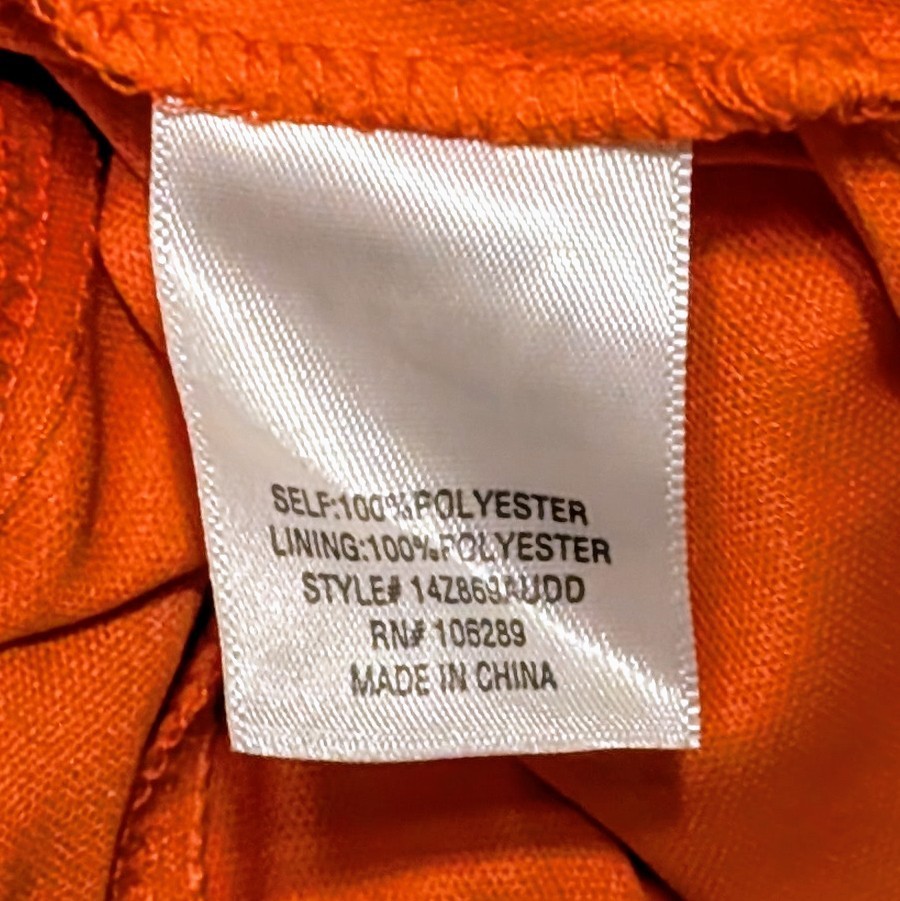 SELF:100%POLYESTER
LINING:100%POLYESTER
STYLE# 14Z869AUDD
RN# 106289
MADE IN CHINA